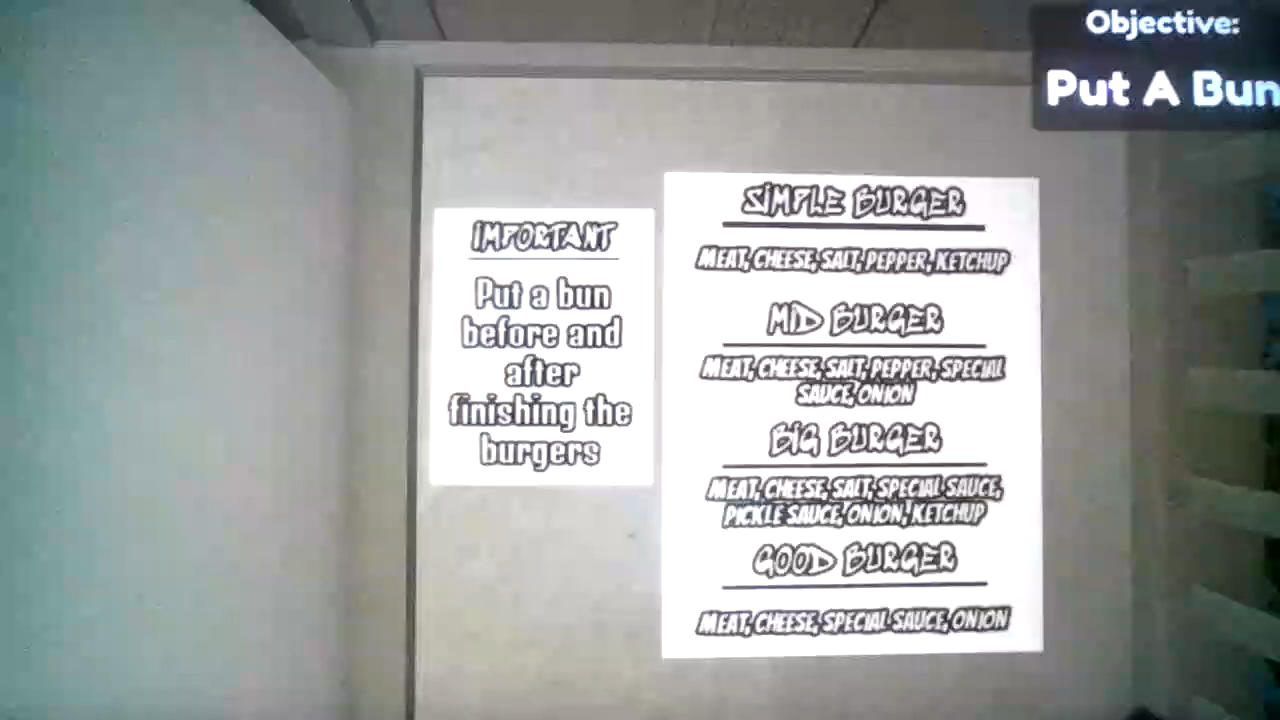 Objective:
Put A Bun
IMPORTANT
Put a bun
before and
after
finishing the
burgers
SIMPLE BURGER
MEAT, CHEESE, SALT, PEPPER, KETCHUP
MID BURGER
MEAT, CHEESE, SALT, PEPPER, SPECIAL
SAUCE, ONION
BIG BURGER
MEAT, CHEESE, SALT, SPECIAL SAUCE,
PICKLE SAUCE, ONION, KETCHUP
GOOD BURGER
MEAT, CHEESE, SPECIAL SAUCE, ONION